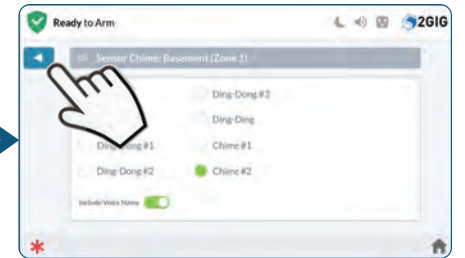 Ready to Arm
2GIG
Sensor Chime: Basement (Zone 1)
Ding-Dong #3
Ding-Ding
Ding-Dong #1
Chime #1
Ding-Dong #2
Chime #2
Include Voice Name